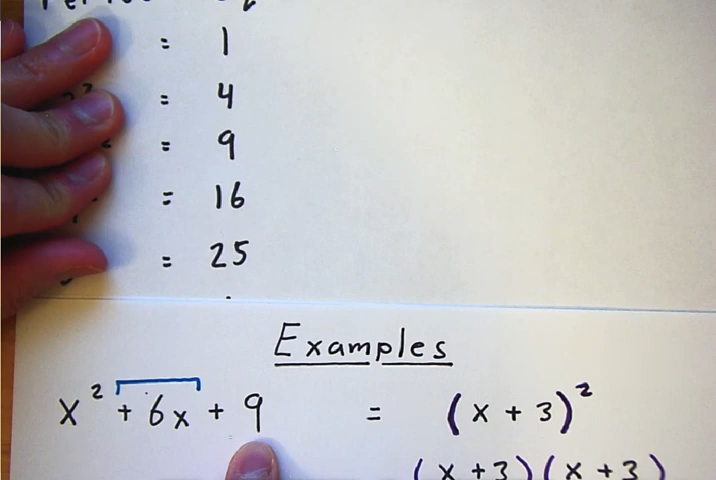 = 1
= 4
= 9
= 16
= 25
Examples
x² + 6x + 9 = (x + 3)²
(x + 3)(x + 3)